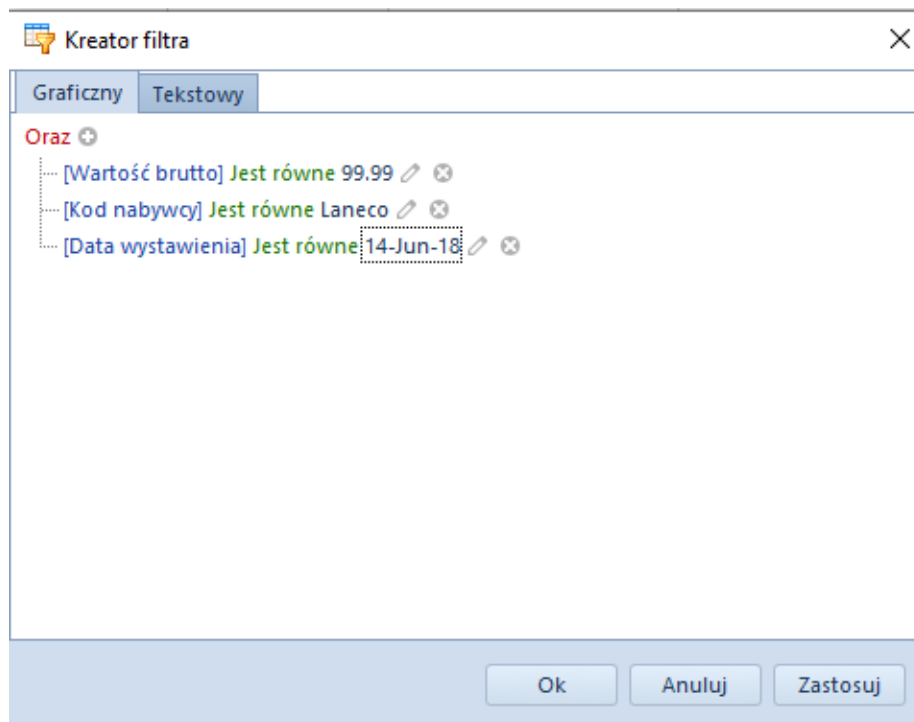 Kreator filtra
Graficzny Tekstowy
Oraz
[Wartość brutto] Jest równe 99.99
[Kod nabywcy] Jest równe Laneco
[Data wystawienia] Jest równe 14-Jun-18
Ok Anuluj Zastosuj